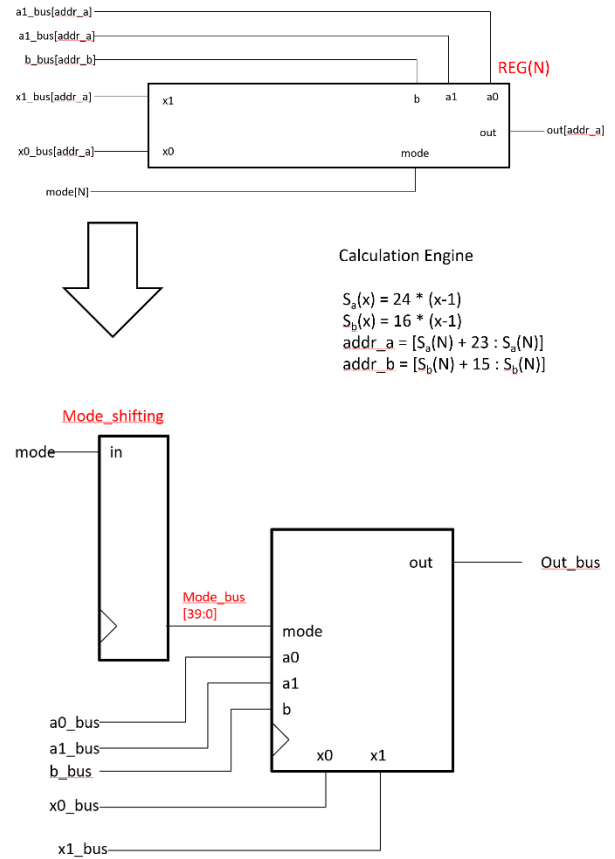 a1_bus[addr_a]
a1_bus[addr_a]
b_bus[addr_b]
REG(N)
x1_bus[addr_a]
x1
b
a1
a0
out
out[addr_a]
x0_bus[addr_a]
x0
mode
mode[N]
Calculation Engine
Sa(x) = 24 * (x-1)
Sb(x) = 16 * (x-1)
addr_a = [Sa(N) + 23 : Sa(N)]
addr_b = [Sb(N) + 15 : Sb(N)]
Mode_shifting
mode
in
out
Out_bus
Mode_bus
[39:0]
mode
a0
a1
b
a0_bus
a1_bus
b_bus
x0
x1
x0_bus
x1_bus